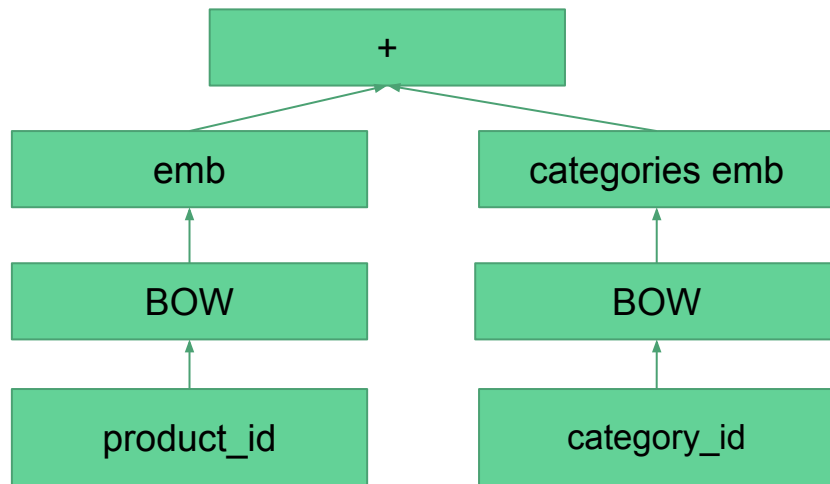 +
emb
categories emb
BOW
BOW
product_id
category_id